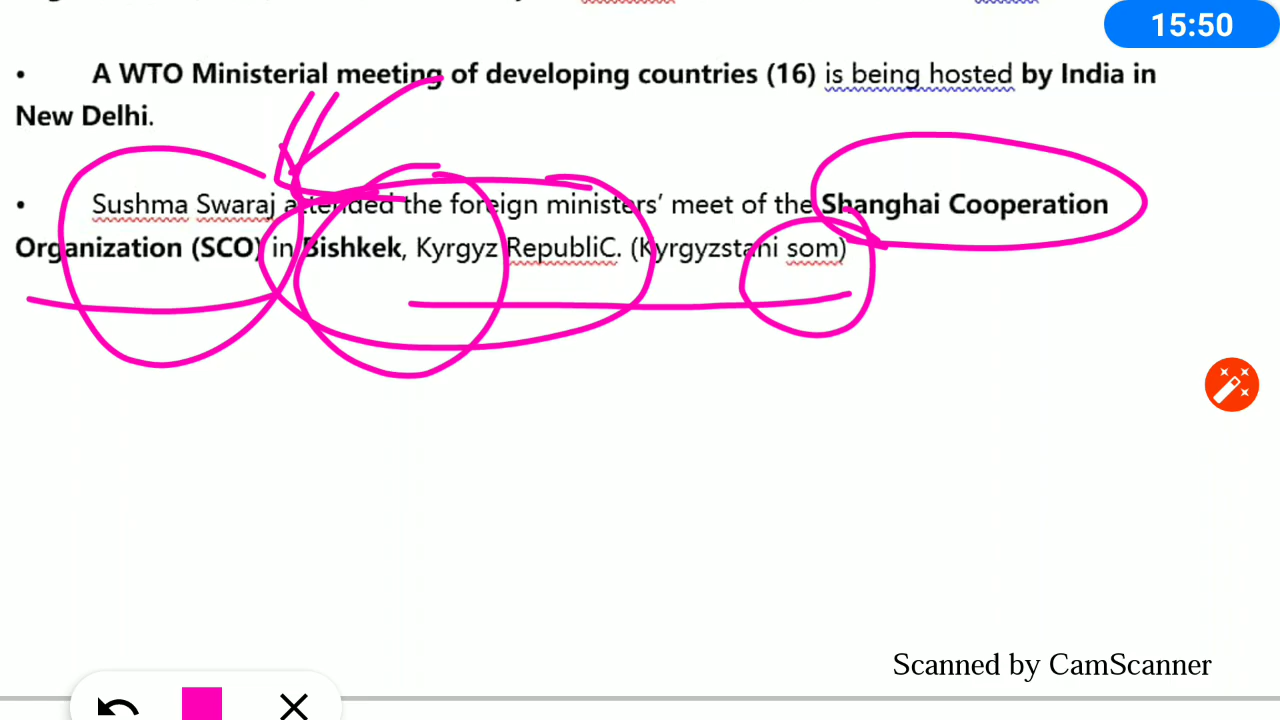 15:50
• A WTO Ministerial meeting of developing countries (16) is being hosted by India in
New Delhi.
• Sushma Swaraj attended the foreign ministers’ meet of the Shanghai Cooperation
Organization (SCO) in Bishkek, Kyrgyz RepubliC. (Kyrgyzstani som)
Scanned by CamScanner